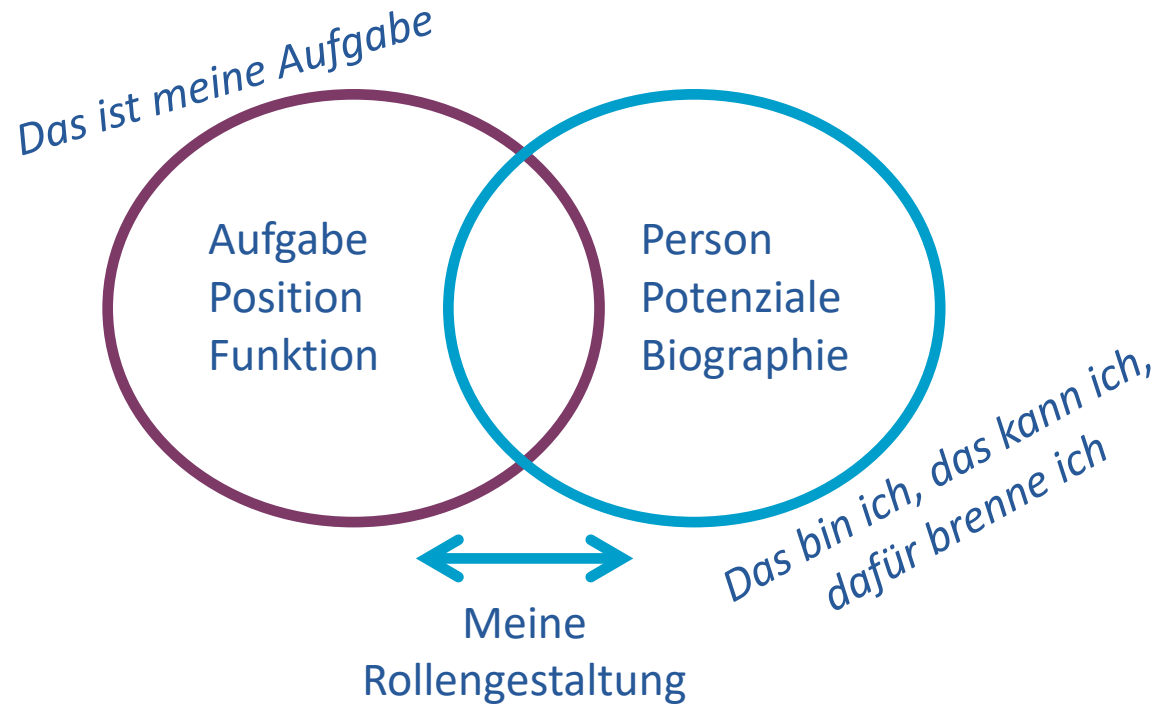 Das ist meine Aufgabe
Aufgabe
Position
Funktion
Person
Potenziale
Biographie
Das bin ich, das kann ich,
dafür brenne ich
Meine
Rollengestaltung